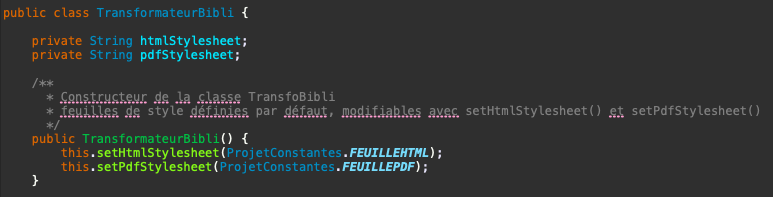 public class TransformateurBibli {
private String htmlStylesheet;
private String pdfStylesheet;
/**
* Constructeur de la classe TransfoBibli
* feuilles de style définies par défaut, modifiables avec setHtmlStylesheet() et setPdfStylesheet()
*/
public TransformateurBibli() {
this.setHtmlStylesheet(ProjetConstantes.FEUILLEHTML);
this.setPdfStylesheet(ProjetConstantes.FEUILLEPDF);
}